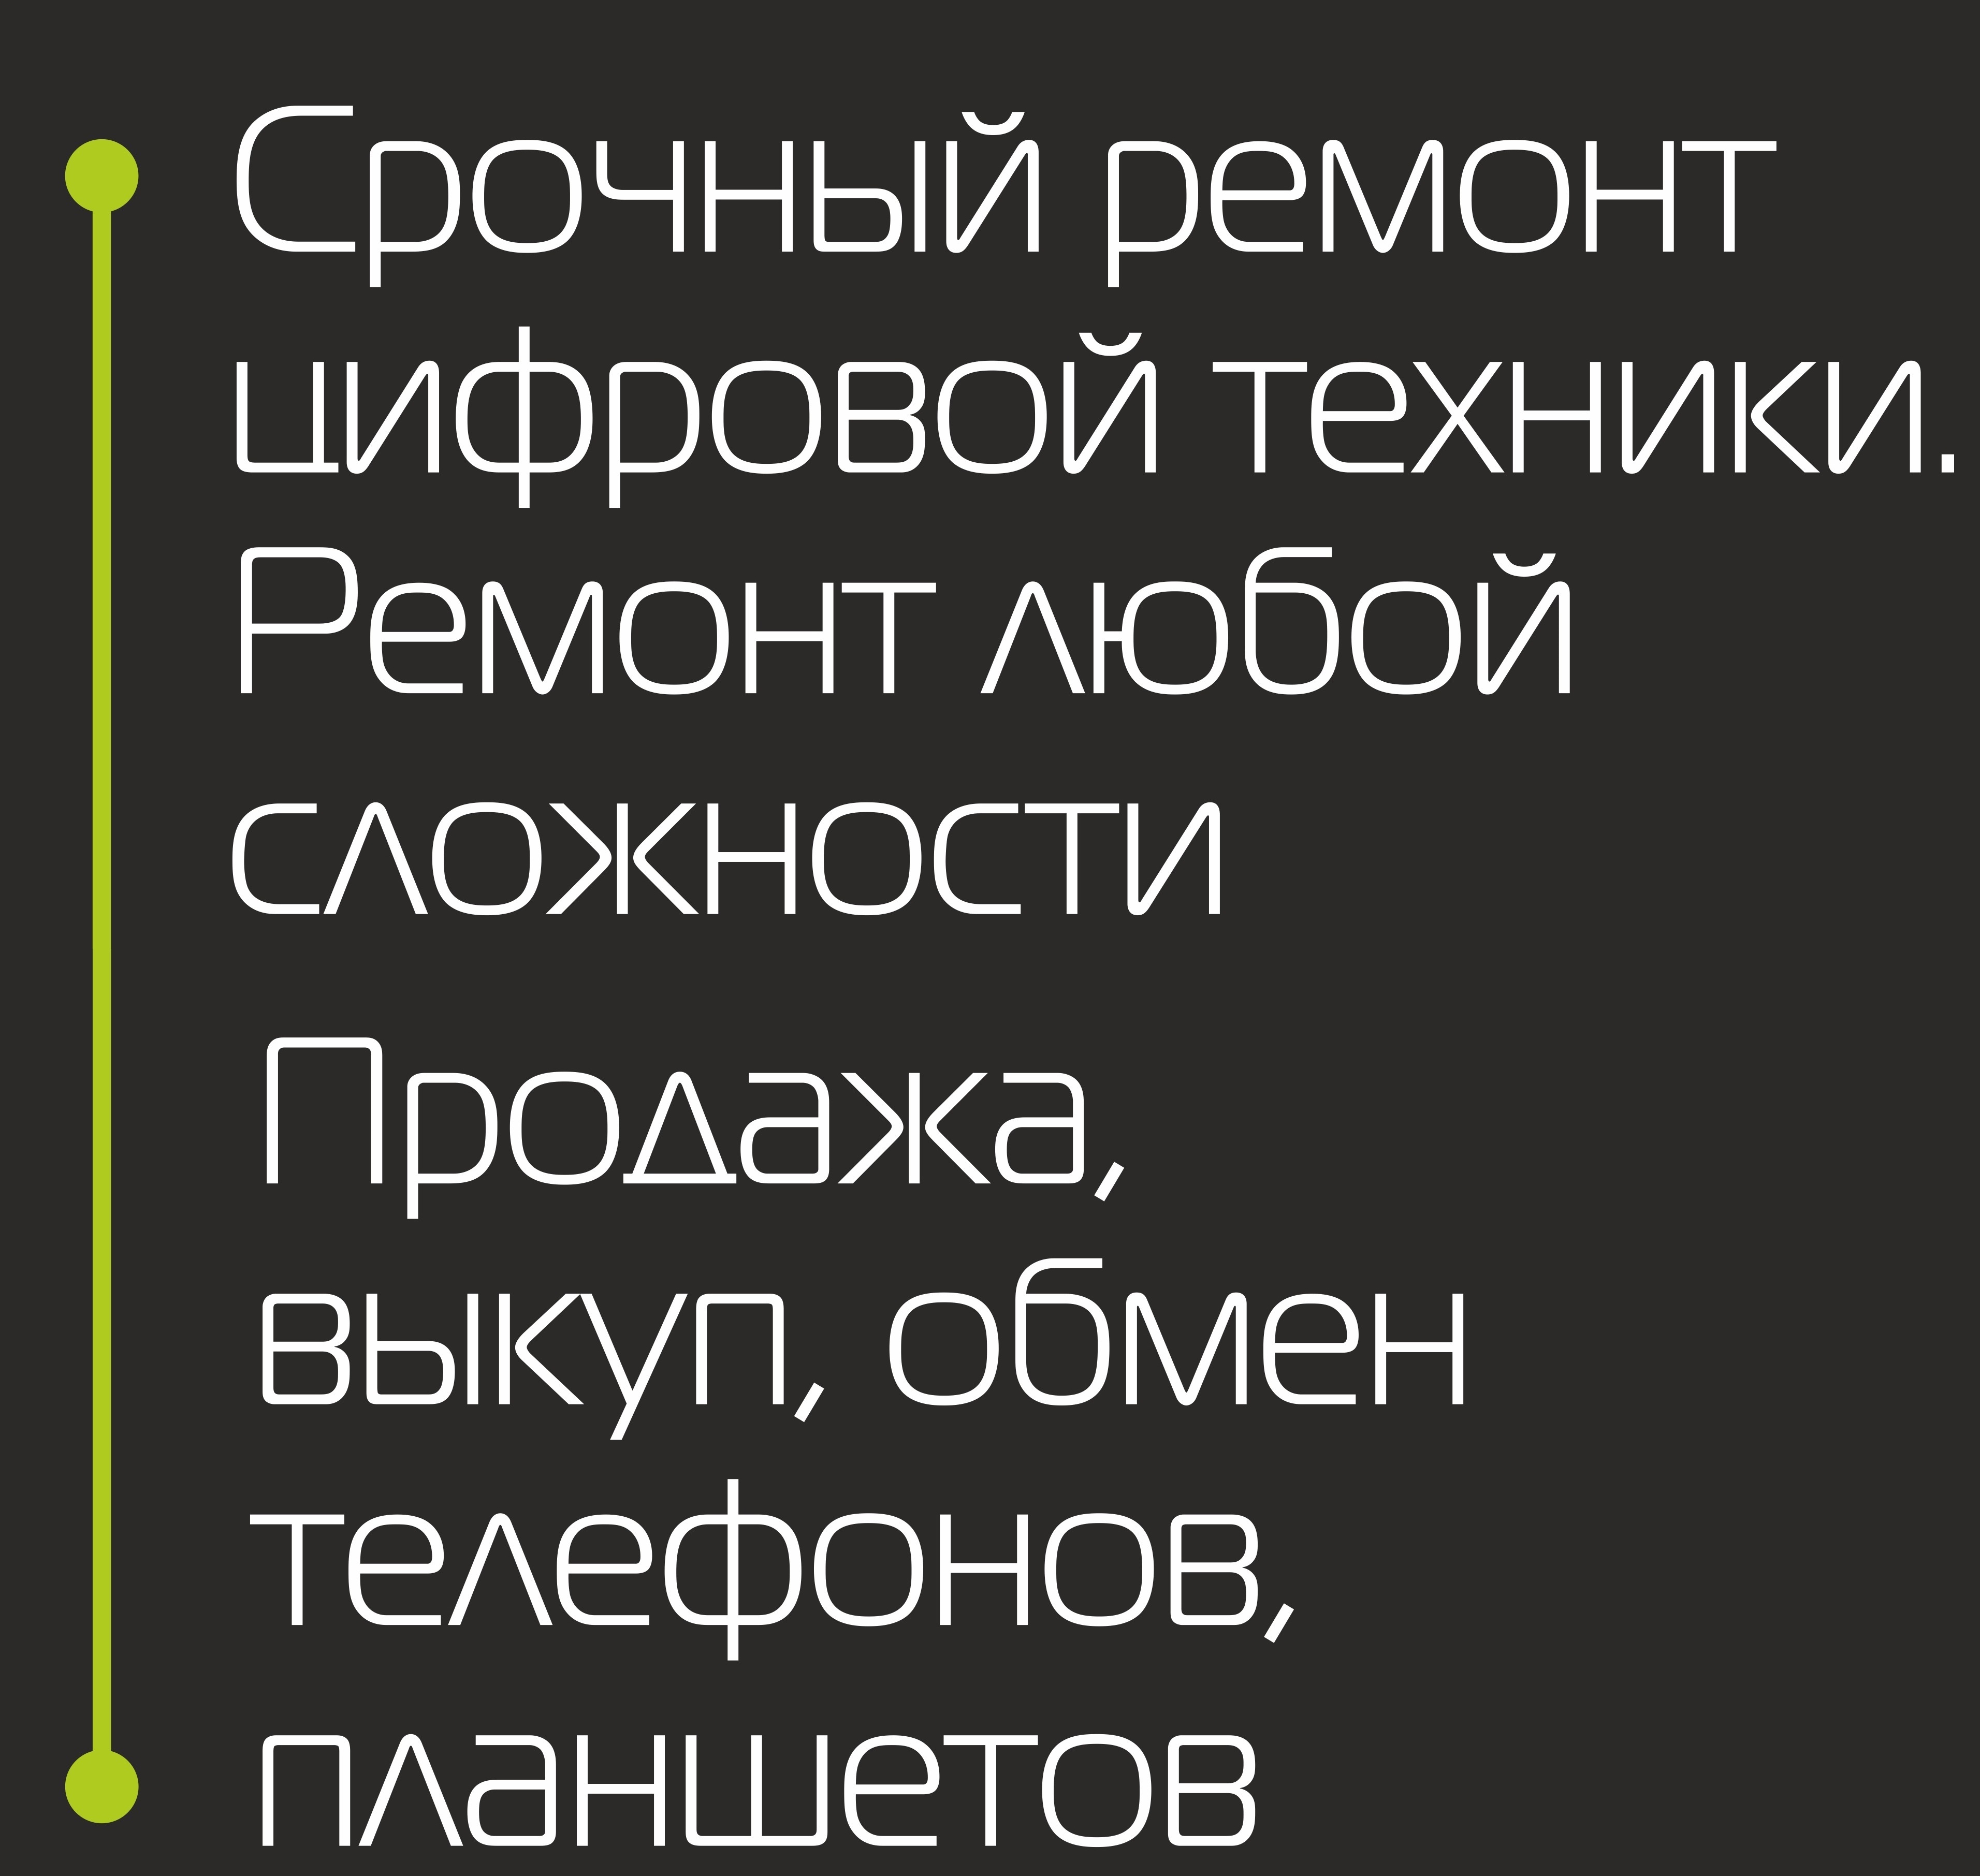 Срочный ремонт
цифровой техники.
Ремонт любой
сложности
Продажа,
выкуп, обмен
телефонов,
планшетов